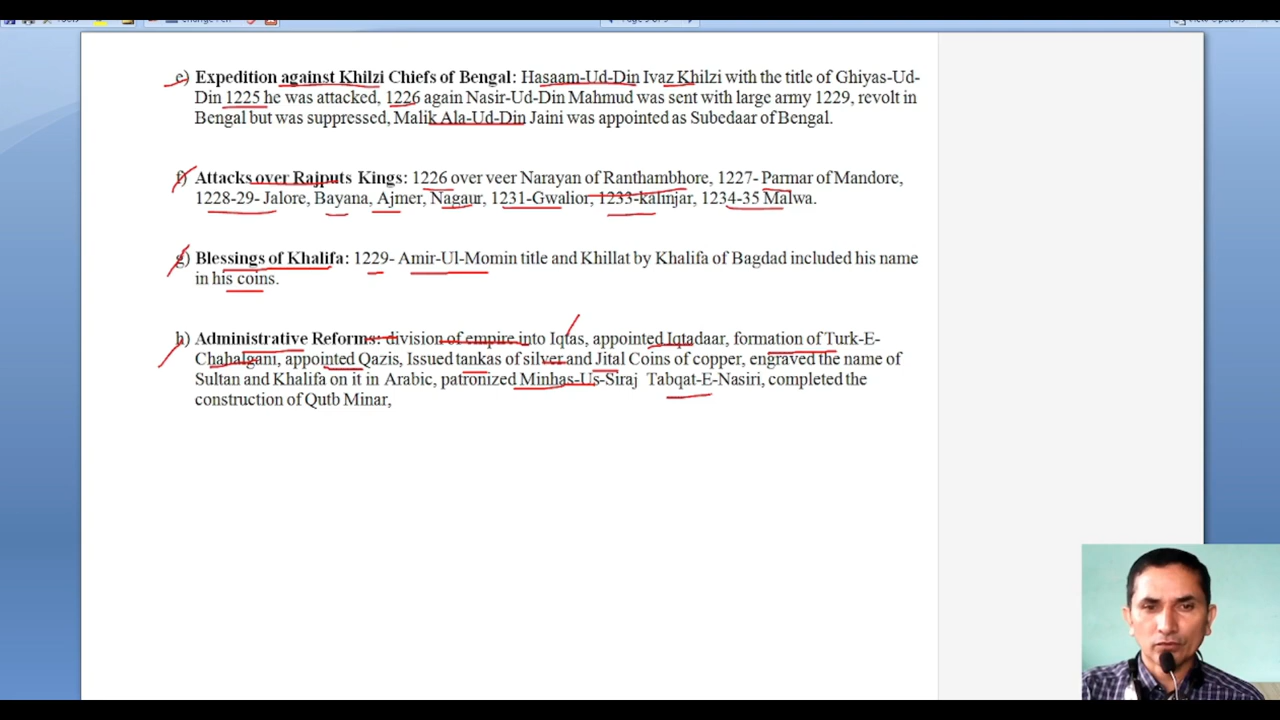 e) Expedition against Khilzi Chiefs of Bengal: Hasaam-Ud-Din Ivaz Khilzi with the title of Ghiyas-Ud-
Din 1225 he was attacked, 1226 again Nasir-Ud-Din Mahmud was sent with large army 1229, revolt in
Bengal but was suppressed, Malik Ala-Ud-Din Jaini was appointed as Subedaar of Bengal.
f) Attacks over Rajputs Kings: 1226 over veer Narayan of Ranthambhore, 1227- Parmar of Mandore,
1228-29- Jalore, Bayana, Ajmer, Nagaur, 1231-Gwalior, 1233-kalinjar, 1234-35 Malwa.
g) Blessings of Khalifa: 1229- Amir-Ul-Momin title and Khillat by Khalifa of Bagdad included his name
in his coins.
h) Administrative Reforms: division of empire into Iqtas, appointed Iqtadaar, formation of Turk-E-
Chahalgani, appointed Qazis, Issued tankas of silver and Jital Coins of copper, engraved the name of
Sultan and Khalifa on it in Arabic, patronized Minhas-Us-Siraj Tabqat-E-Nasiri, completed the
construction of Qutb Minar,